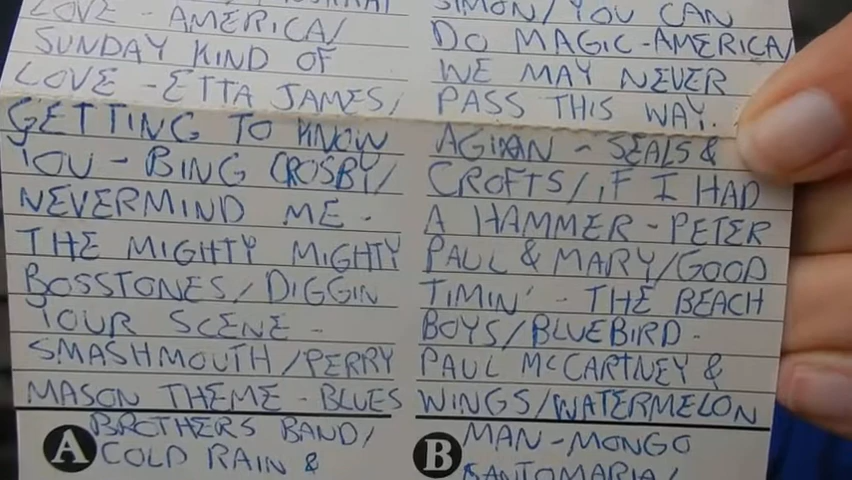 LOVE - AMERICA/
SUNDAY KIND OF
LOVE - ETTA JAMES/
GETTING TO KNOW
YOU - BING CROSBY/
NEVERMIND ME -
THE MIGHTY MIGHTY
BOSSTONES/DIGGIN
YOUR SCENE -
SMASHMOUTH/PERRY
MASON THEME - BLUES
BROTHERS BAND/
A
COLD RAIN &
SIMON/YOU CAN
DO MAGIC-AMERICA/
WE MAY NEVER
PASS THIS WAY.
- SEALS &
CROFTS/IF I HAD
A HAMMER - PETER
PAUL & MARY/GOOD
TIMIN' - THE BEACH
BOYS/BLUEBIRD -
PAUL McCARTNEY &
WINGS/WATERMELON
MAN-MONGO
B
SANTOMARIA/